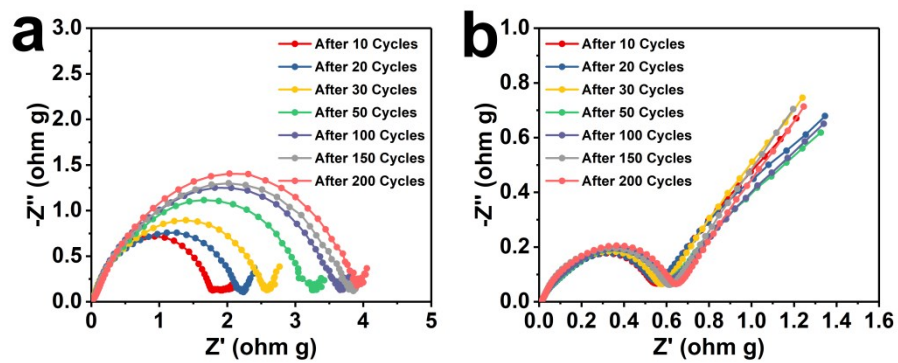 a
3.0
2.5
2.0
1.5
1.0
0.5
0.0
-Z'' (ohm g)
After 10 Cycles
After 20 Cycles
After 30 Cycles
After 50 Cycles
After 100 Cycles
After 150 Cycles
After 200 Cycles
0 1 2 3 4 5
Z' (ohm g)
b
1.0
0.8
0.6
0.4
0.2
0.0
-Z'' (ohm g)
After 10 Cycles
After 20 Cycles
After 30 Cycles
After 50 Cycles
After 100 Cycles
After 150 Cycles
After 200 Cycles
0.0 0.2 0.4 0.6 0.8 1.0 1.2 1.4 1.6
Z' (ohm g)